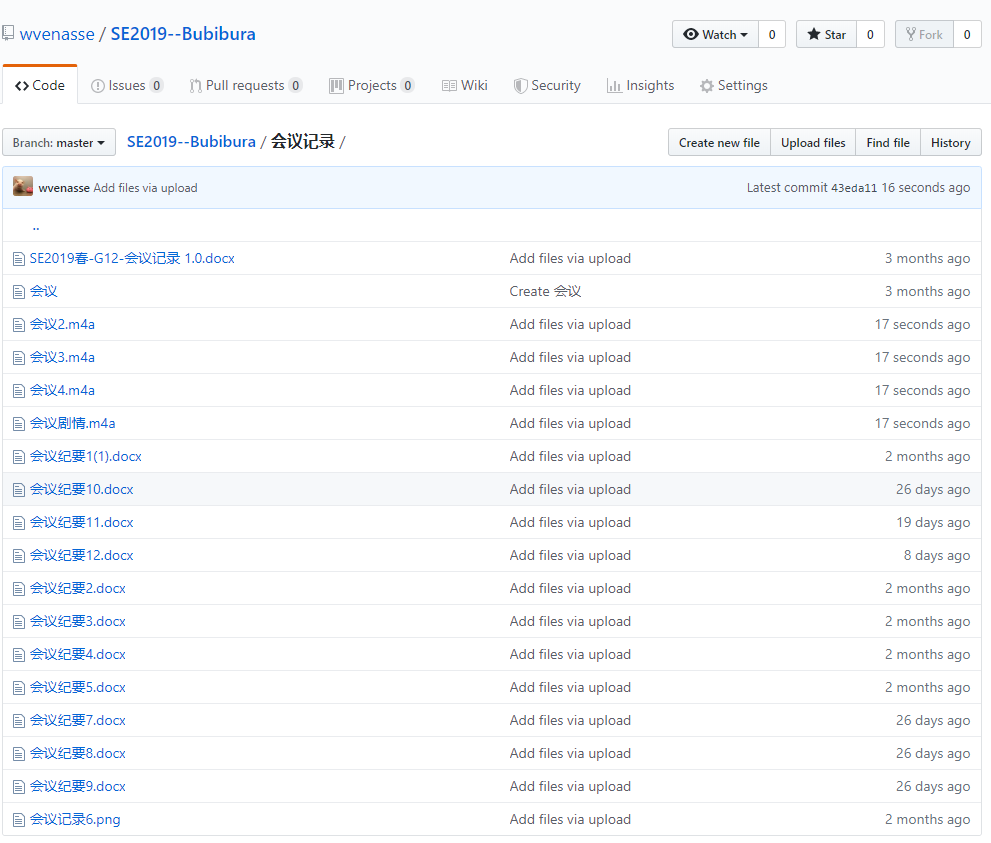 wvenasse / SE2019--Bubibura Watch 0 Star 0 Fork 0
Code Issues 0 Pull requests 0 Projects 0 Wiki Security Insights Settings
Branch: master SE2019--Bubibura / 会议记录 / Create new file Upload files Find file History
wvenasse Add files via upload Latest commit 43eda11 16 seconds ago
..
SE2019春-G12-会议记录 1.0.docx Add files via upload 3 months ago
会议 Create 会议 3 months ago
会议2.m4a Add files via upload 17 seconds ago
会议3.m4a Add files via upload 17 seconds ago
会议4.m4a Add files via upload 17 seconds ago
会议剧情.m4a Add files via upload 17 seconds ago
会议纪要1(1).docx Add files via upload 2 months ago
会议纪要10.docx Add files via upload 26 days ago
会议纪要11.docx Add files via upload 19 days ago
会议纪要12.docx Add files via upload 8 days ago
会议纪要2.docx Add files via upload 2 months ago
会议纪要3.docx Add files via upload 2 months ago
会议纪要4.docx Add files via upload 2 months ago
会议纪要5.docx Add files via upload 2 months ago
会议纪要7.docx Add files via upload 26 days ago
会议纪要8.docx Add files via upload 26 days ago
会议纪要9.docx Add files via upload 26 days ago
会议记录6.png Add files via upload 2 months ago